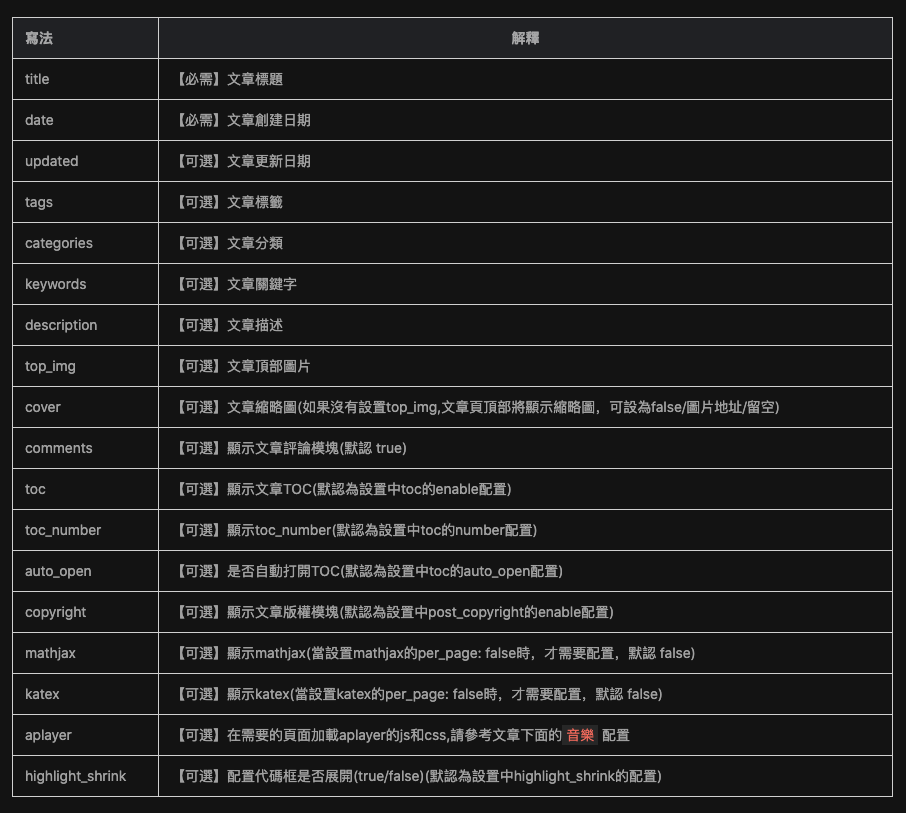 寫法 解釋
title 【必需】文章標題
date 【必需】文章創建日期
updated 【可選】文章更新日期
tags 【可選】文章標籤
categories 【可選】文章分類
keywords 【可選】文章關鍵字
description 【可選】文章描述
top_img 【可選】文章頂部圖片
cover 【可選】文章縮略圖(如果沒有設置top_img,文章頁頂部將顯示縮略圖，可設為false/圖片地址/留空)
comments 【可選】顯示文章評論模塊(默認 true)
toc 【可選】顯示文章TOC(默認為設置中toc的enable配置)
toc_number 【可選】顯示toc_number(默認為設置中toc的number配置)
auto_open 【可選】是否自動打開TOC(默認為設置中toc的auto_open配置)
copyright 【可選】顯示文章版權模塊(默認為設置中post_copyright的enable配置)
mathjax 【可選】顯示mathjax(當設置mathjax的per_page: false時，才需要配置，默認 false)
katex 【可選】顯示katex(當設置katex的per_page: false時，才需要配置，默認 false)
aplayer 【可選】在需要的頁面加載aplayer的js和css,請參考文章下面的 音樂 配置
highlight_shrink 【可選】配置代碼框是否展開(true/false)(默認為設置中highlight_shrink的配置)